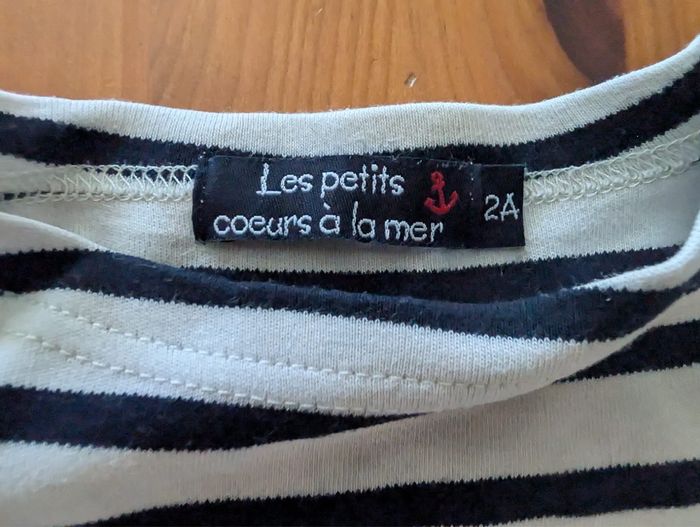 Les petits
coeurs à la mer
2A